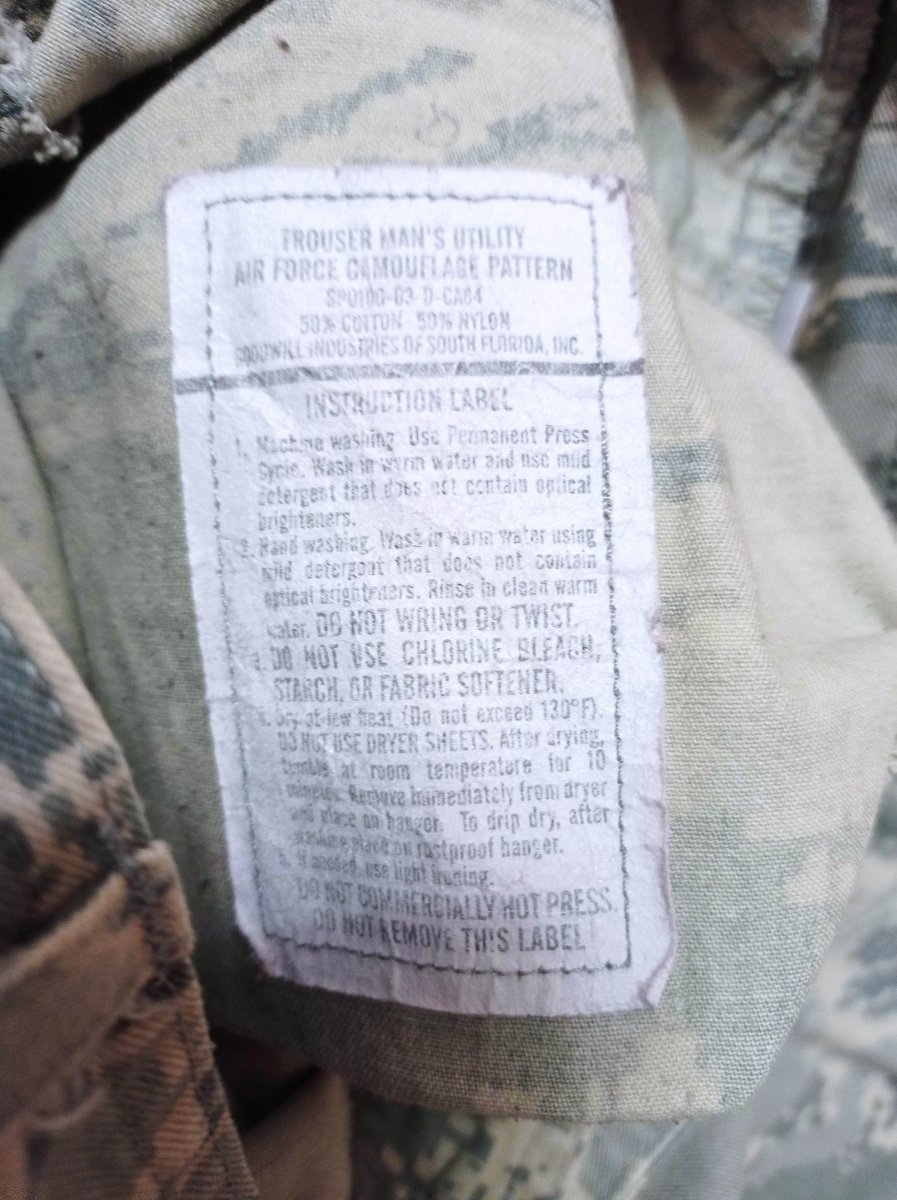 TROUSER MAN'S UTILITY
AIR FORCE CAMOUFLAGE PATTERN
SP0100-03-D-CA84
50% COTTON 50% NYLON
GOODWILL INDUSTRIES OF SOUTH FLORIDA, INC.
INSTRUCTION LABEL
1. Machine washing Use Permanent Press
Cycle. Wash in warm water and use mild
detergent that does not contain optical
brighteners.
2. Hand washing. Wash in warm water using
mild detergent that does not contain
optical brighteners. Rinse in clean warm
water. DO NOT WRING OR TWIST.
3. DO NOT USE CHLORINE BLEACH,
STARCH, OR FABRIC SOFTENER.
4. Dry at low heat (Do not exceed 130°F).
DO NOT USE DRYER SHEETS. After drying,
tumble at room temperature for 10
minutes. Remove immediately from dryer
and place on hanger. To drip dry, after
washing place on rustproof hanger.
5. If needed, use light ironing.
DO NOT COMMERCIALLY HOT PRESS.
DO NOT REMOVE THIS LABEL